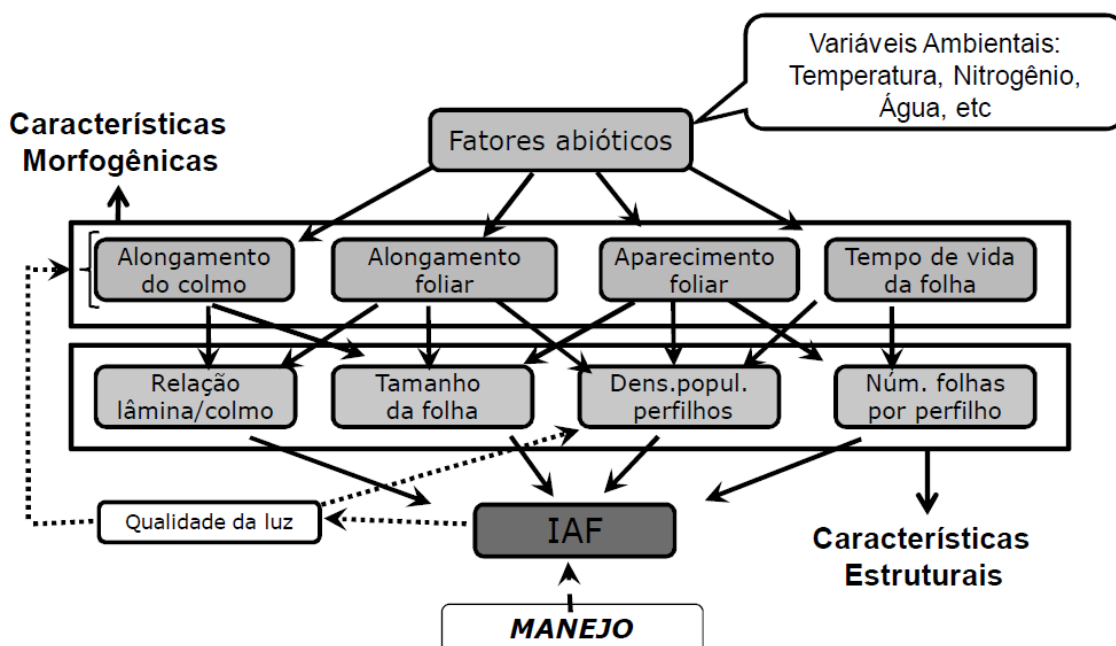 Variáveis Ambientais:
Temperatura, Nitrogênio,
Água, etc
Características
Morfogênicas
Fatores abióticos
Alongamento
do colmo
Alongamento
foliar
Aparecimento
foliar
Tempo de vida
da folha
Relação
lâmina/colmo
Tamanho
da folha
Dens.popul.
perfilhos
Núm. folhas
por perfilho
Qualidade da luz
IAF
Características
Estruturais
MANEJO